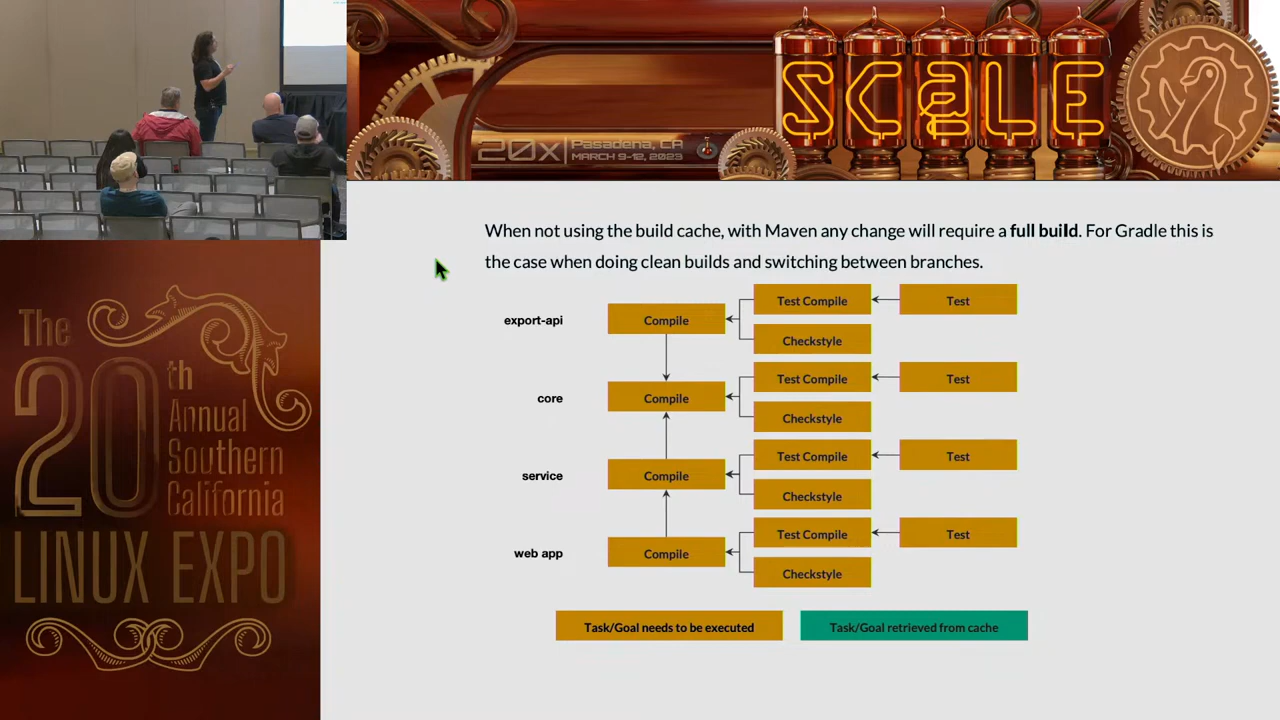 SCaLE
20x
Pasadena, CA
MARCH 9-12, 2023
The
20th
Annual
Southern
California
LINUX EXPO
When not using the build cache, with Maven any change will require a full build. For Gradle this is
the case when doing clean builds and switching between branches.
export-api
Compile
Test Compile
Test
Checkstyle
core
Compile
Test Compile
Test
Checkstyle
service
Compile
Test Compile
Test
Checkstyle
web app
Compile
Test Compile
Test
Checkstyle
Task/Goal needs to be executed
Task/Goal retrieved from cache